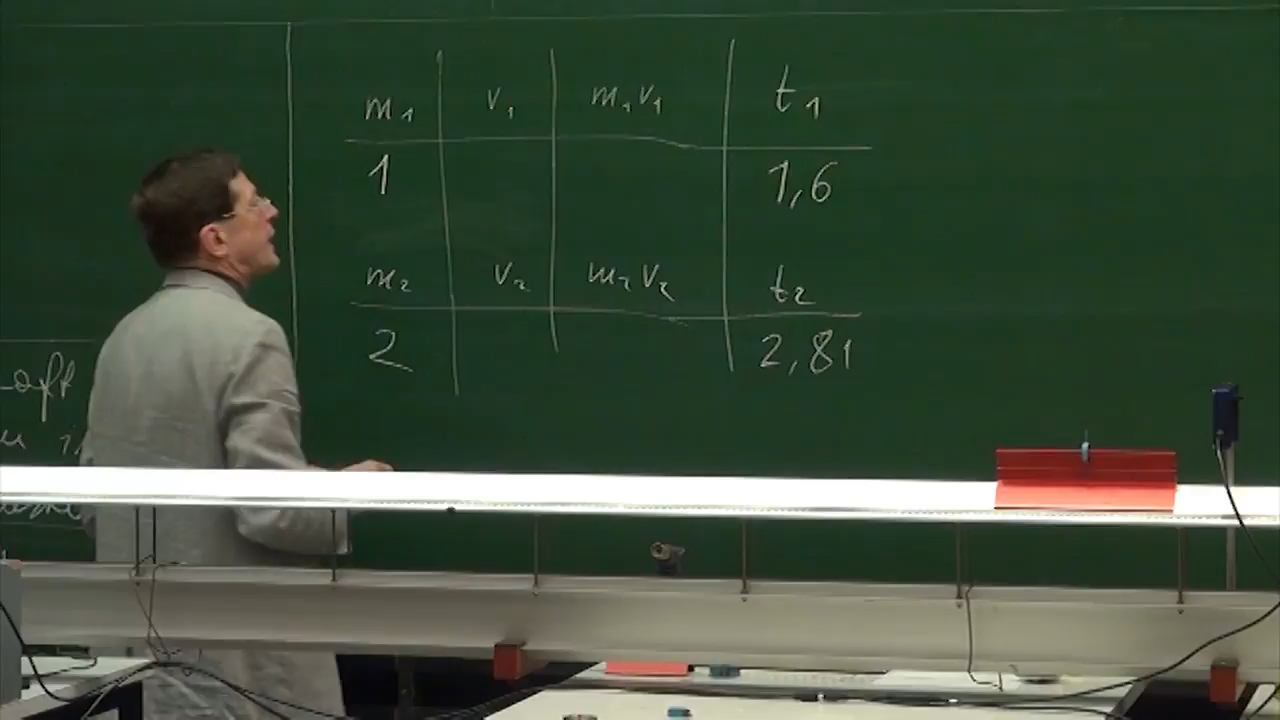 m₁ v₁ m₁v₁ t₁
1 1,6
m₂ v₂ m₂v₂ t₂
2 2,81